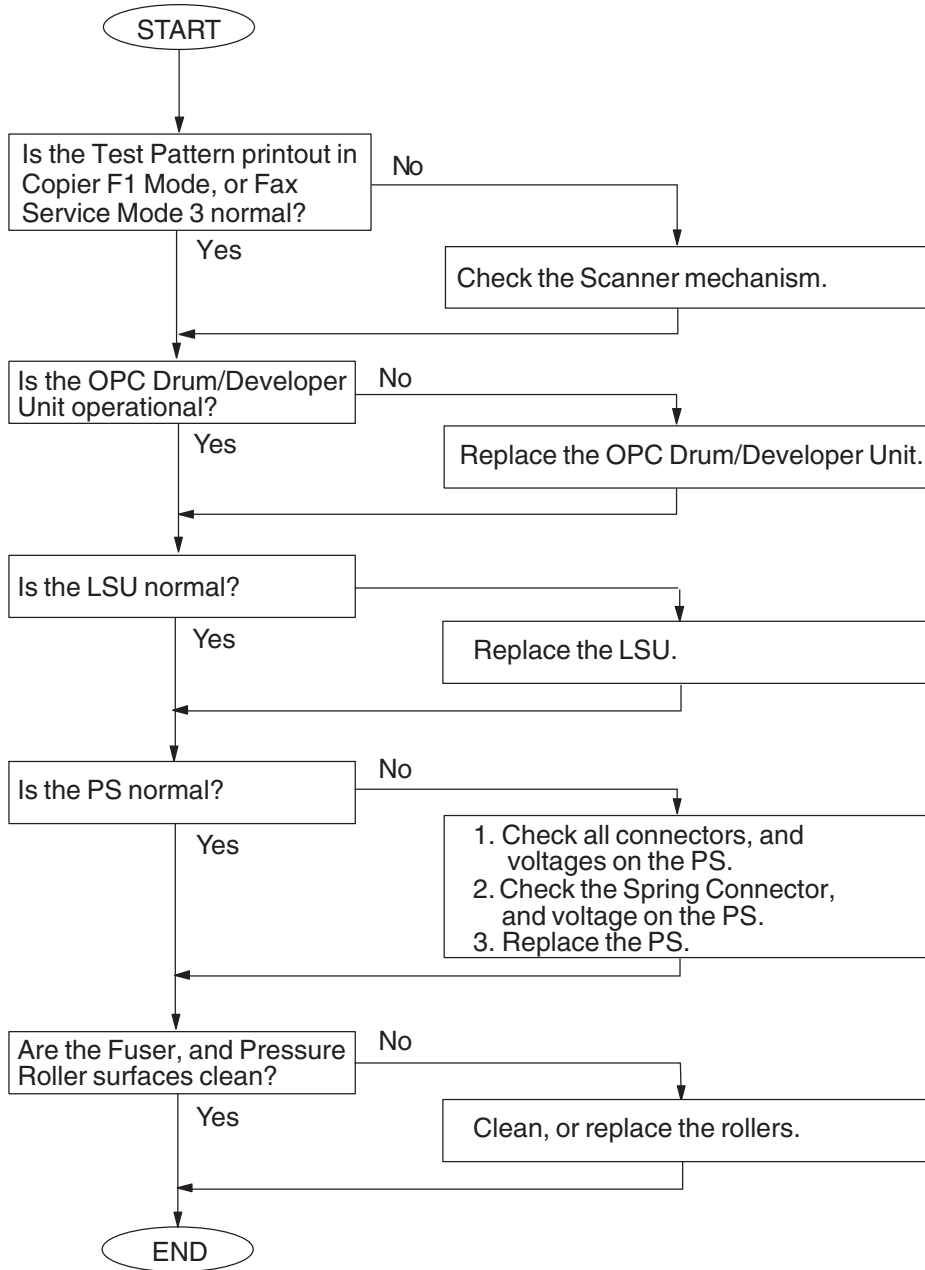 START
Is the Test Pattern printout in
Copier F1 Mode, or Fax
Service Mode 3 normal?
No
Yes
Check the Scanner mechanism.
Is the OPC Drum/Developer
Unit operational?
No
Yes
Replace the OPC Drum/Developer Unit.
Is the LSU normal?
Yes
Replace the LSU.
Is the PS normal?
No
Yes
1. Check all connectors, and
voltages on the PS.
2. Check the Spring Connector,
and voltage on the PS.
3. Replace the PS.
Are the Fuser, and Pressure
Roller surfaces clean?
No
Yes
Clean, or replace the rollers.
END